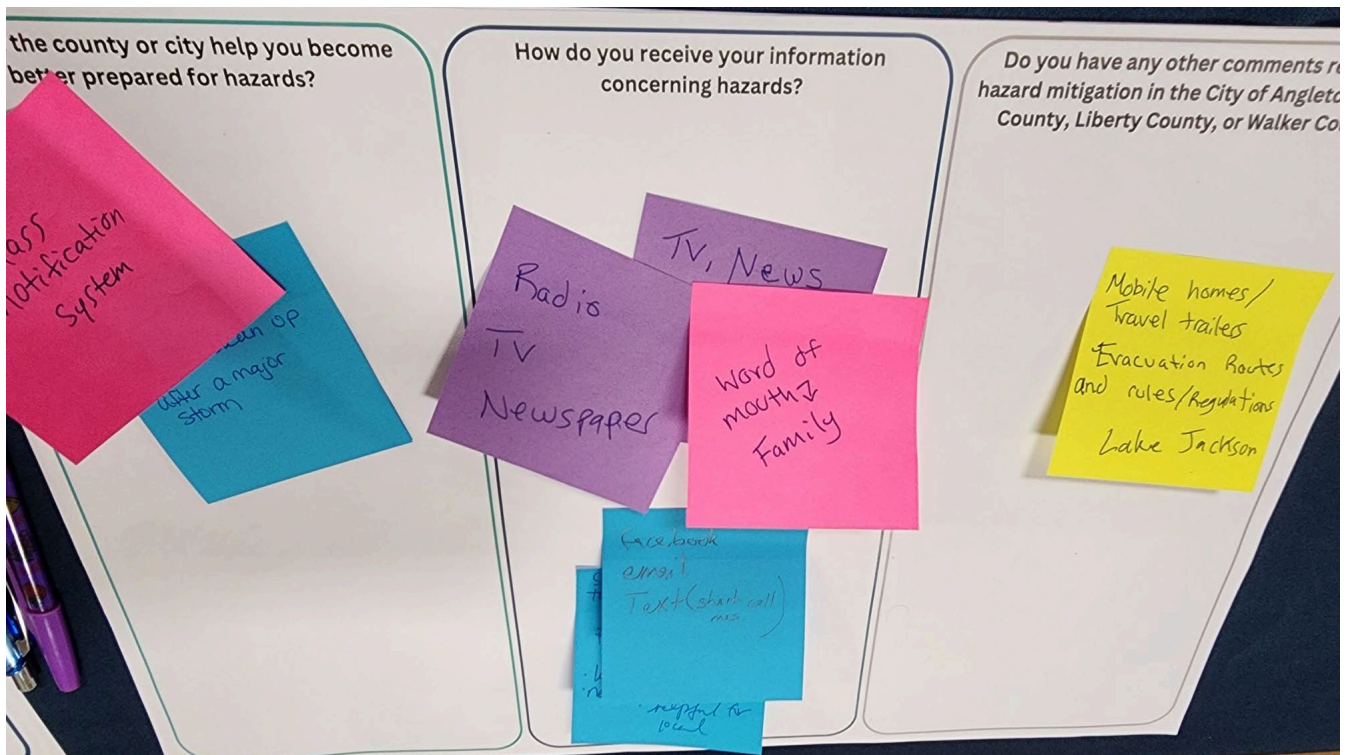 the county or city help you become
better prepared for hazards?
ass
notification
System
up
after a major
storm
How do you receive your information
concerning hazards?
TV, News
Radio
TV
Newspaper
Word of
mouth
Family
Facebook
email
Text (short call)
helpful for
local
Do you have any other comments
hazard mitigation in the City of Angleto
County, Liberty County, or Walker Co
Mobile homes/
Travel trailers
Evacuation Routes
and rules/Regulations
Lake Jackson